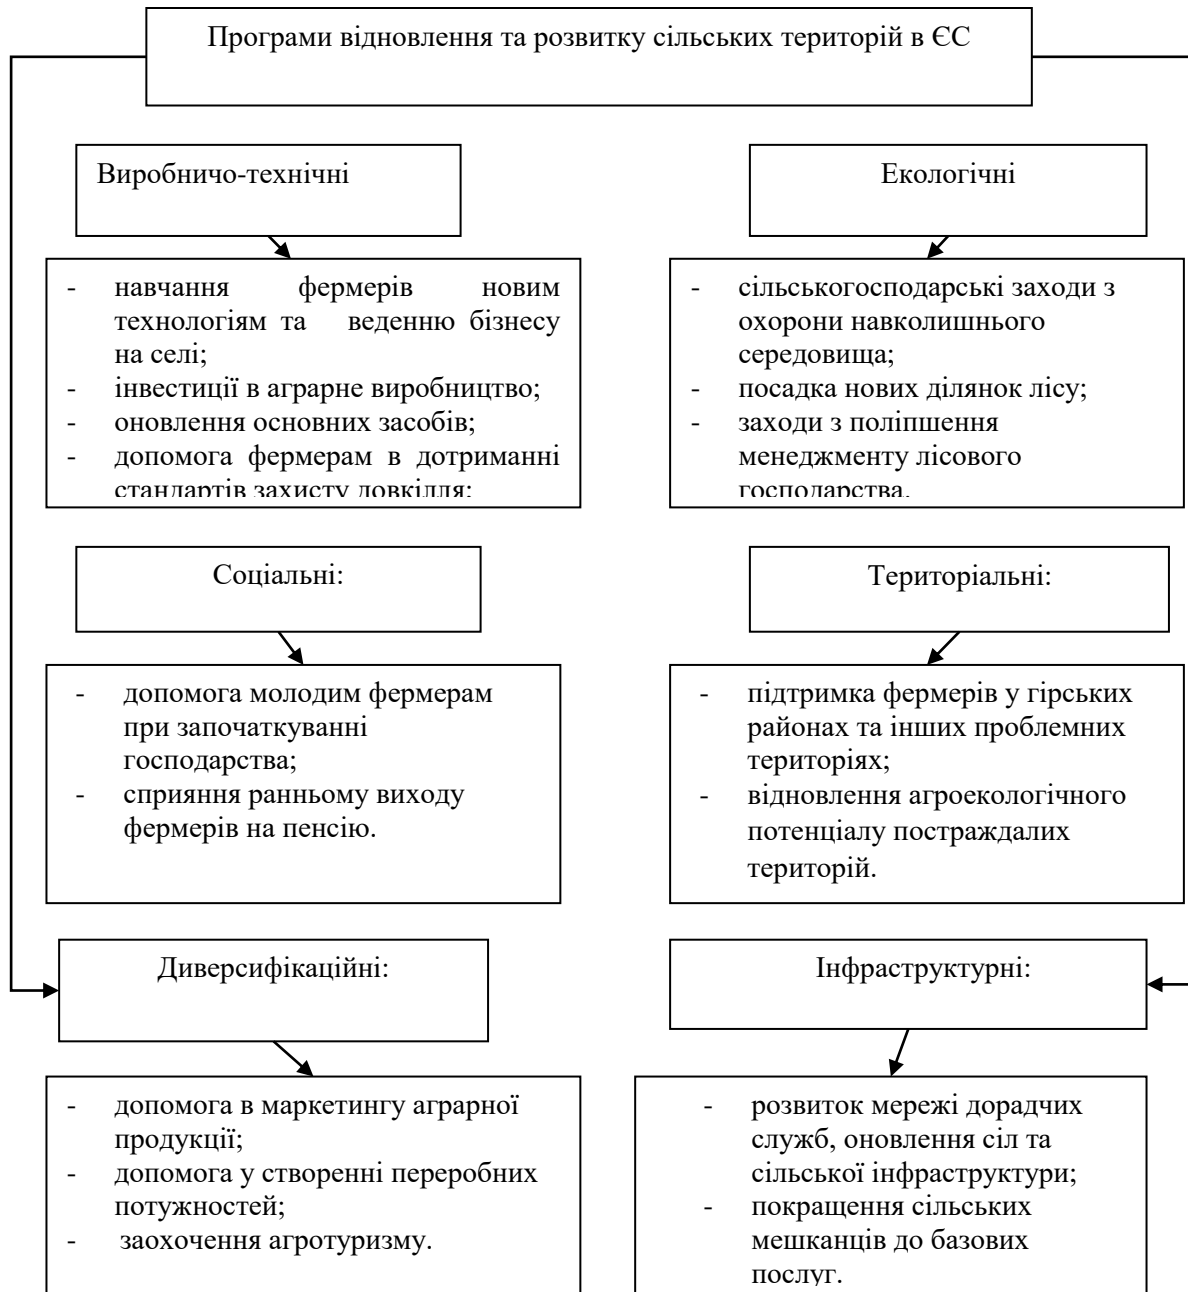 Програми відновлення та розвитку сільських територій в ЄС
Виробничо-технічні
Екологічні
- навчання фермерів новим
технологіям та веденню бізнесу
на селі;
- інвестиції в аграрне виробництво;
- оновлення основних засобів;
- допомога фермерам в дотриманні
стандартів захисту довкілля;
- сільськогосподарські заходи з
охорони навколишнього
середовища;
- посадка нових ділянок лісу;
- заходи з поліпшення
менеджменту лісового
господарства.
Соціальні:
Територіальні:
- допомога молодим фермерам
при започаткуванні
господарства;
- сприяння ранньому виходу
фермерів на пенсію.
- підтримка фермерів у гірських
районах та інших проблемних
територіях;
- відновлення агроекологічного
потенціалу постраждалих
територій.
Диверсифікаційні:
Інфраструктурні:
- допомога в маркетингу аграрної
продукції;
- допомога у створенні переробних
потужностей;
- заохочення агротуризму.
- розвиток мережі дорадчих
служб, оновлення сіл та
сільської інфраструктури;
- покращення сільських
мешканців до базових
послуг.